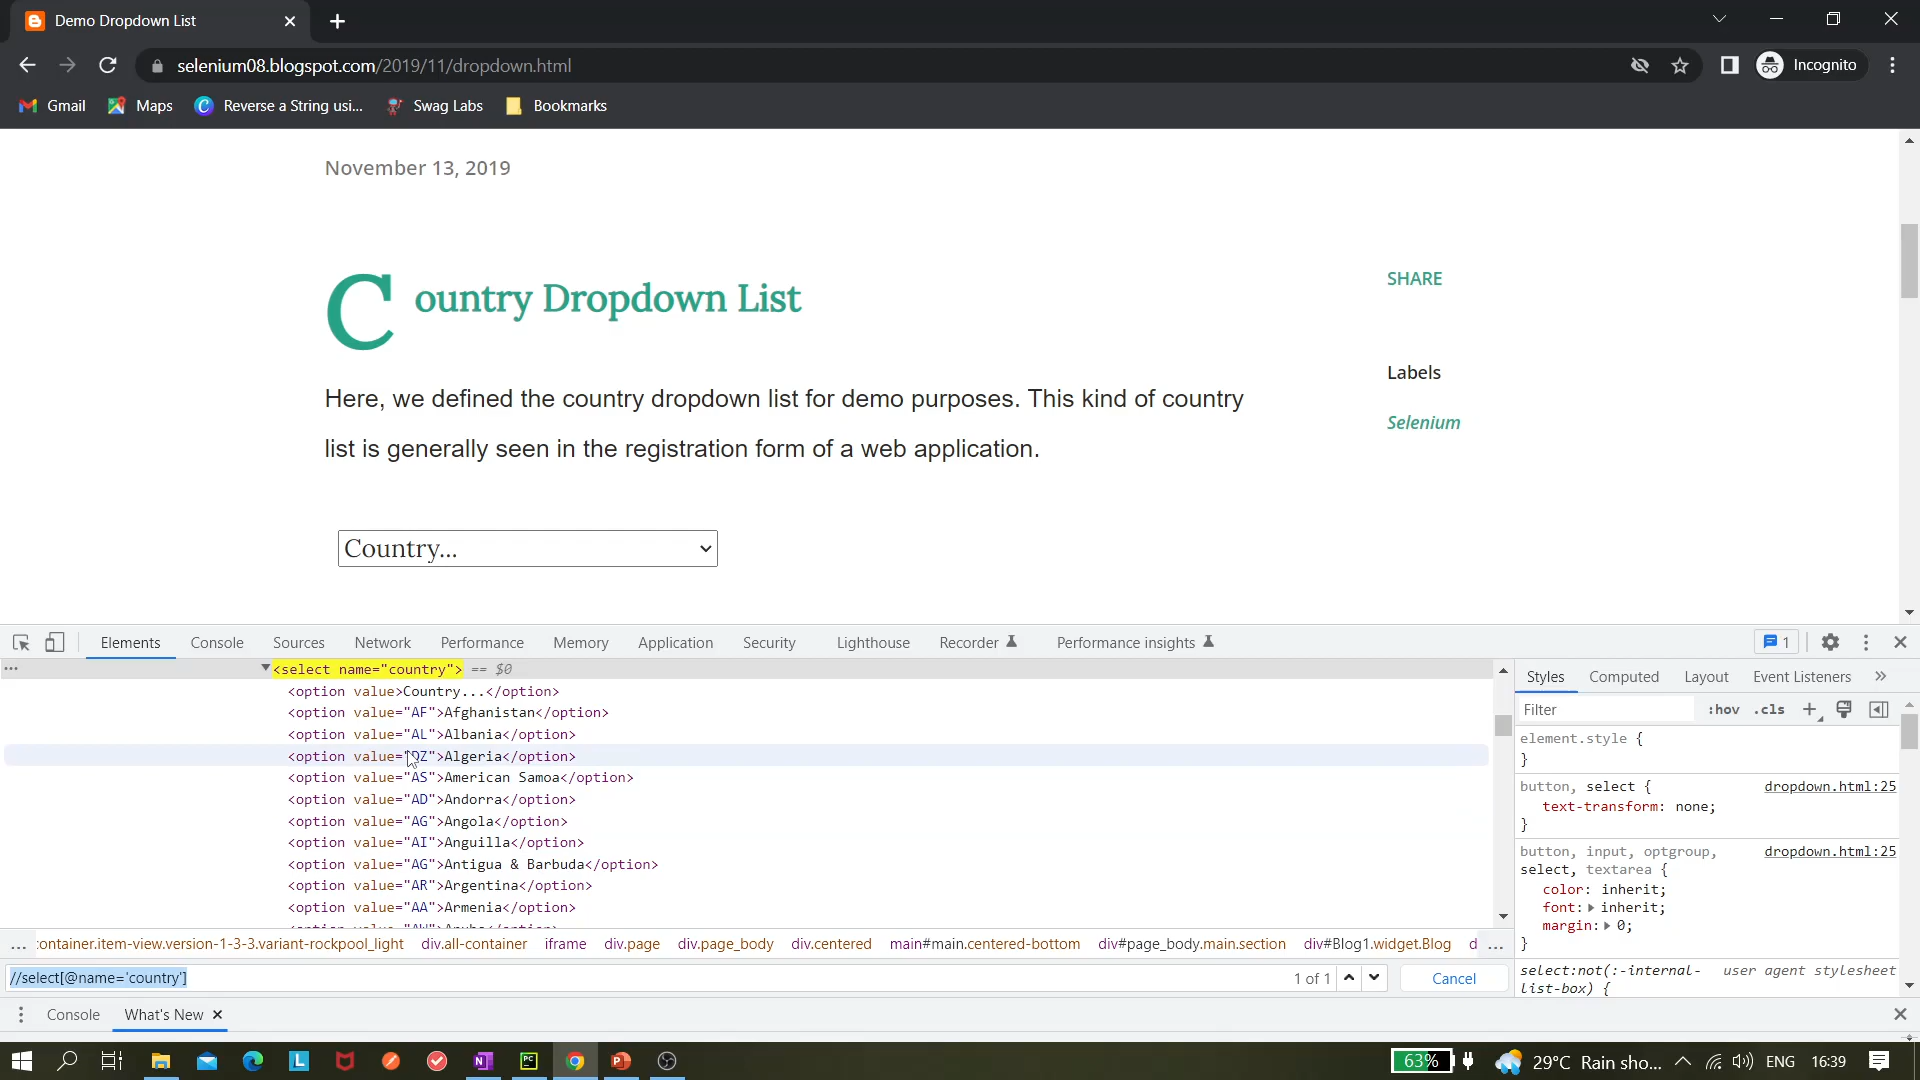 Demo Dropdown List
selenium08.blogspot.com/2019/11/dropdown.html
Incognito
Gmail
Maps
Reverse a String usi...
Swag Labs
Bookmarks
November 13, 2019
Country Dropdown List
SHARE
Here, we defined the country dropdown list for demo purposes. This kind of country
list is generally seen in the registration form of a web application.
Labels
Selenium
Country...
Elements
Console
Sources
Network
Performance
Memory
Application
Security
Lighthouse
Recorder
Performance insights
1
<select name="country"> == $0
<option value>Country...</option>
<option value="AF">Afghanistan</option>
<option value="AL">Albania</option>
<option value="DZ">Algeria</option>
<option value="AS">American Samoa</option>
<option value="AD">Andorra</option>
<option value="AG">Angola</option>
<option value="AI">Anguilla</option>
<option value="AG">Antigua & Barbuda</option>
<option value="AR">Argentina</option>
<option value="AA">Armenia</option>
Styles
Computed
Layout
Event Listeners
Filter
:hov .cls
element.style {
}
button, select { dropdown.html:25
text-transform: none;
}
button, input, optgroup, dropdown.html:25
select, textarea {
color: inherit;
font: inherit;
margin: 0;
}
select:not(:-internal- user agent stylesheet
list-box) {
... :ontainer.item-view.version-1-3-3.variant-rockpool_light div.all-container iframe div.page div.page_body div.centered main#main.centered-bottom div#page_body.main.section div#Blog1.widget.Blog d ...
//select[@name='country']
1 of 1
Cancel
Console
What's New
63%
29°C Rain sho...
ENG
16:39